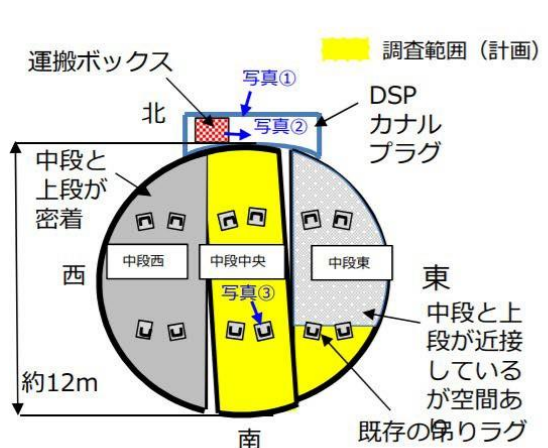 調査範囲（計画）
運搬ボックス
写真①
DSP
カナル
プラグ
北
写真②
中段と
上段が
密着
中段西
中段中央
中段東
西
東
写真③
中段と上
段が近接
している
が空間あ
り
約12m
既存の吊りラグ
南